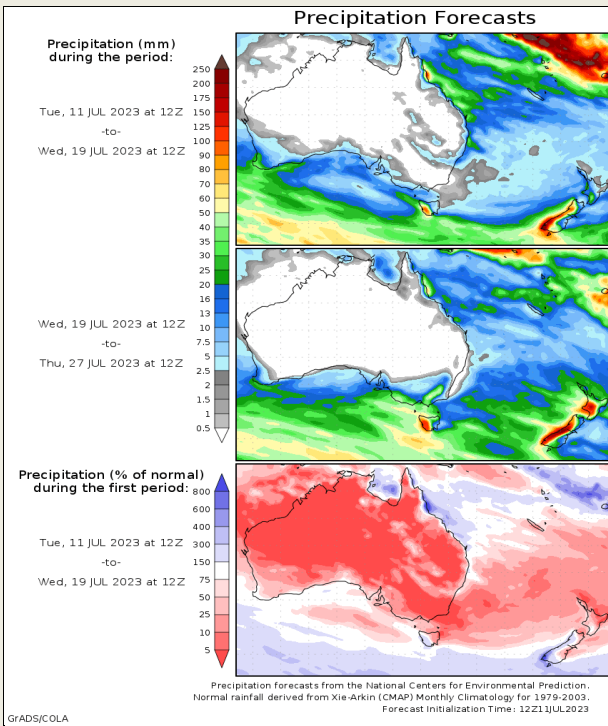 Precipitation Forecasts
Precipitation (mm)
during the period:
Tue, 11 JUL 2023 at 12Z
-to-
Wed, 19 JUL 2023 at 12Z
250
200
175
150
125
100
90
80
70
60
50
40
35
30
25
20
16
13
10
7.5
5
2.5
2
1.5
1
0.5
Wed, 19 JUL 2023 at 12Z
-to-
Thu, 27 JUL 2023 at 12Z
Precipitation (% of normal)
during the first period:
Tue, 11 JUL 2023 at 12Z
-to-
Wed, 19 JUL 2023 at 12Z
800
600
400
300
150
75
50
25
10
5
Precipitation forecasts from the National Centers for Environmental Prediction.
Normal rainfall derived from Xie-Arkin (CMAP) Monthly Climatology for 1979-2003.
Forecast Initialization Time: 12Z11JUL2023
GrADS/COLA